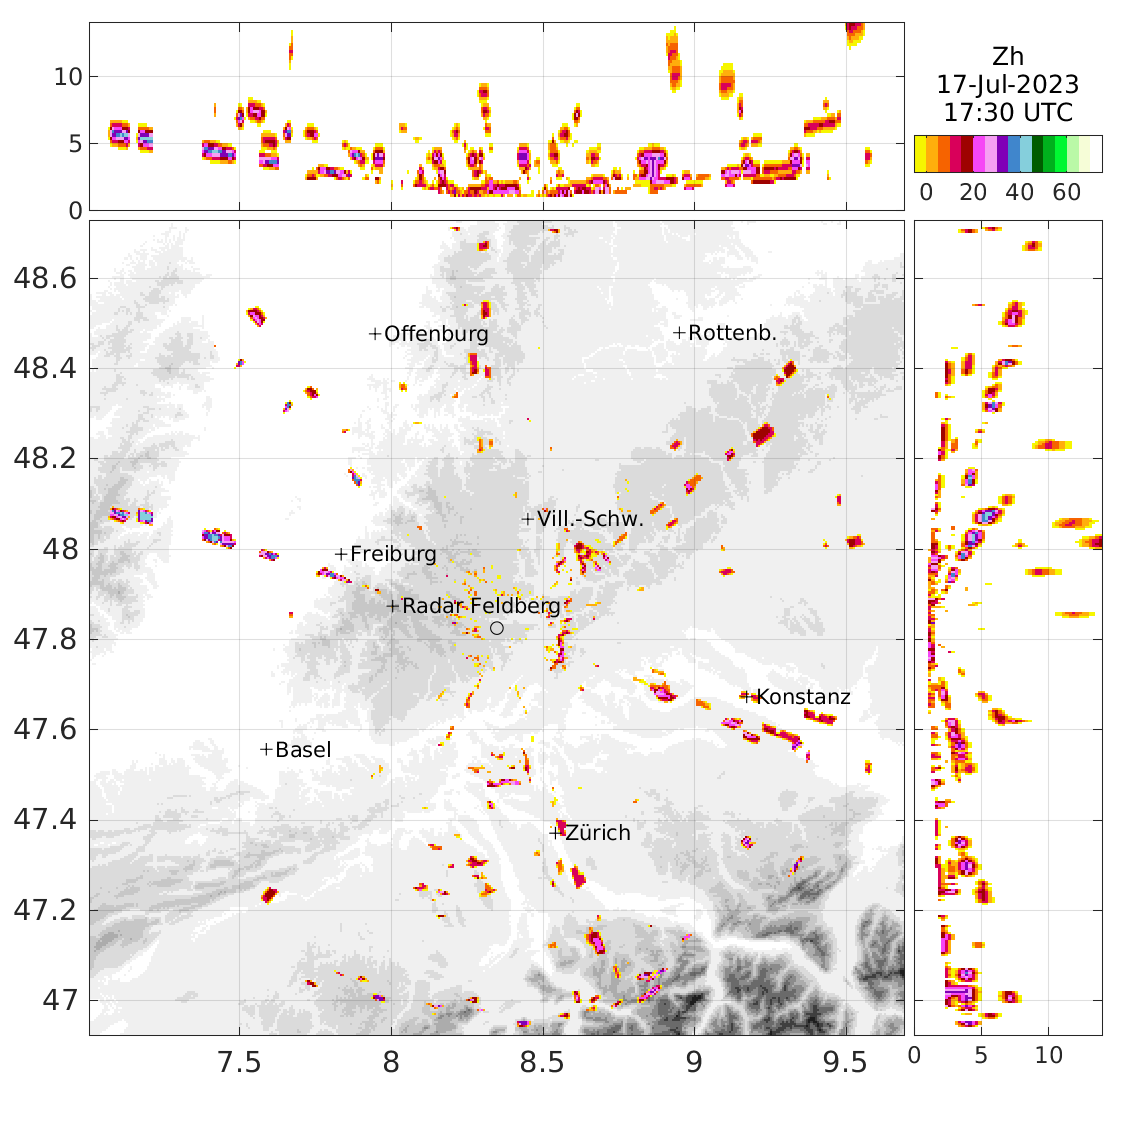 10
5
0
Zh
17-Jul-2023
17:30 UTC
0 20 40 60
48.6
48.4
48.2
48
47.8
47.6
47.4
47.2
47
+Offenburg
+Rottenb.
+Vill.-Schw.
+Freiburg
+Radar Feldberg
+Konstanz
+Basel
+Zürich
7.5 8 8.5 9 9.5
0 5 10